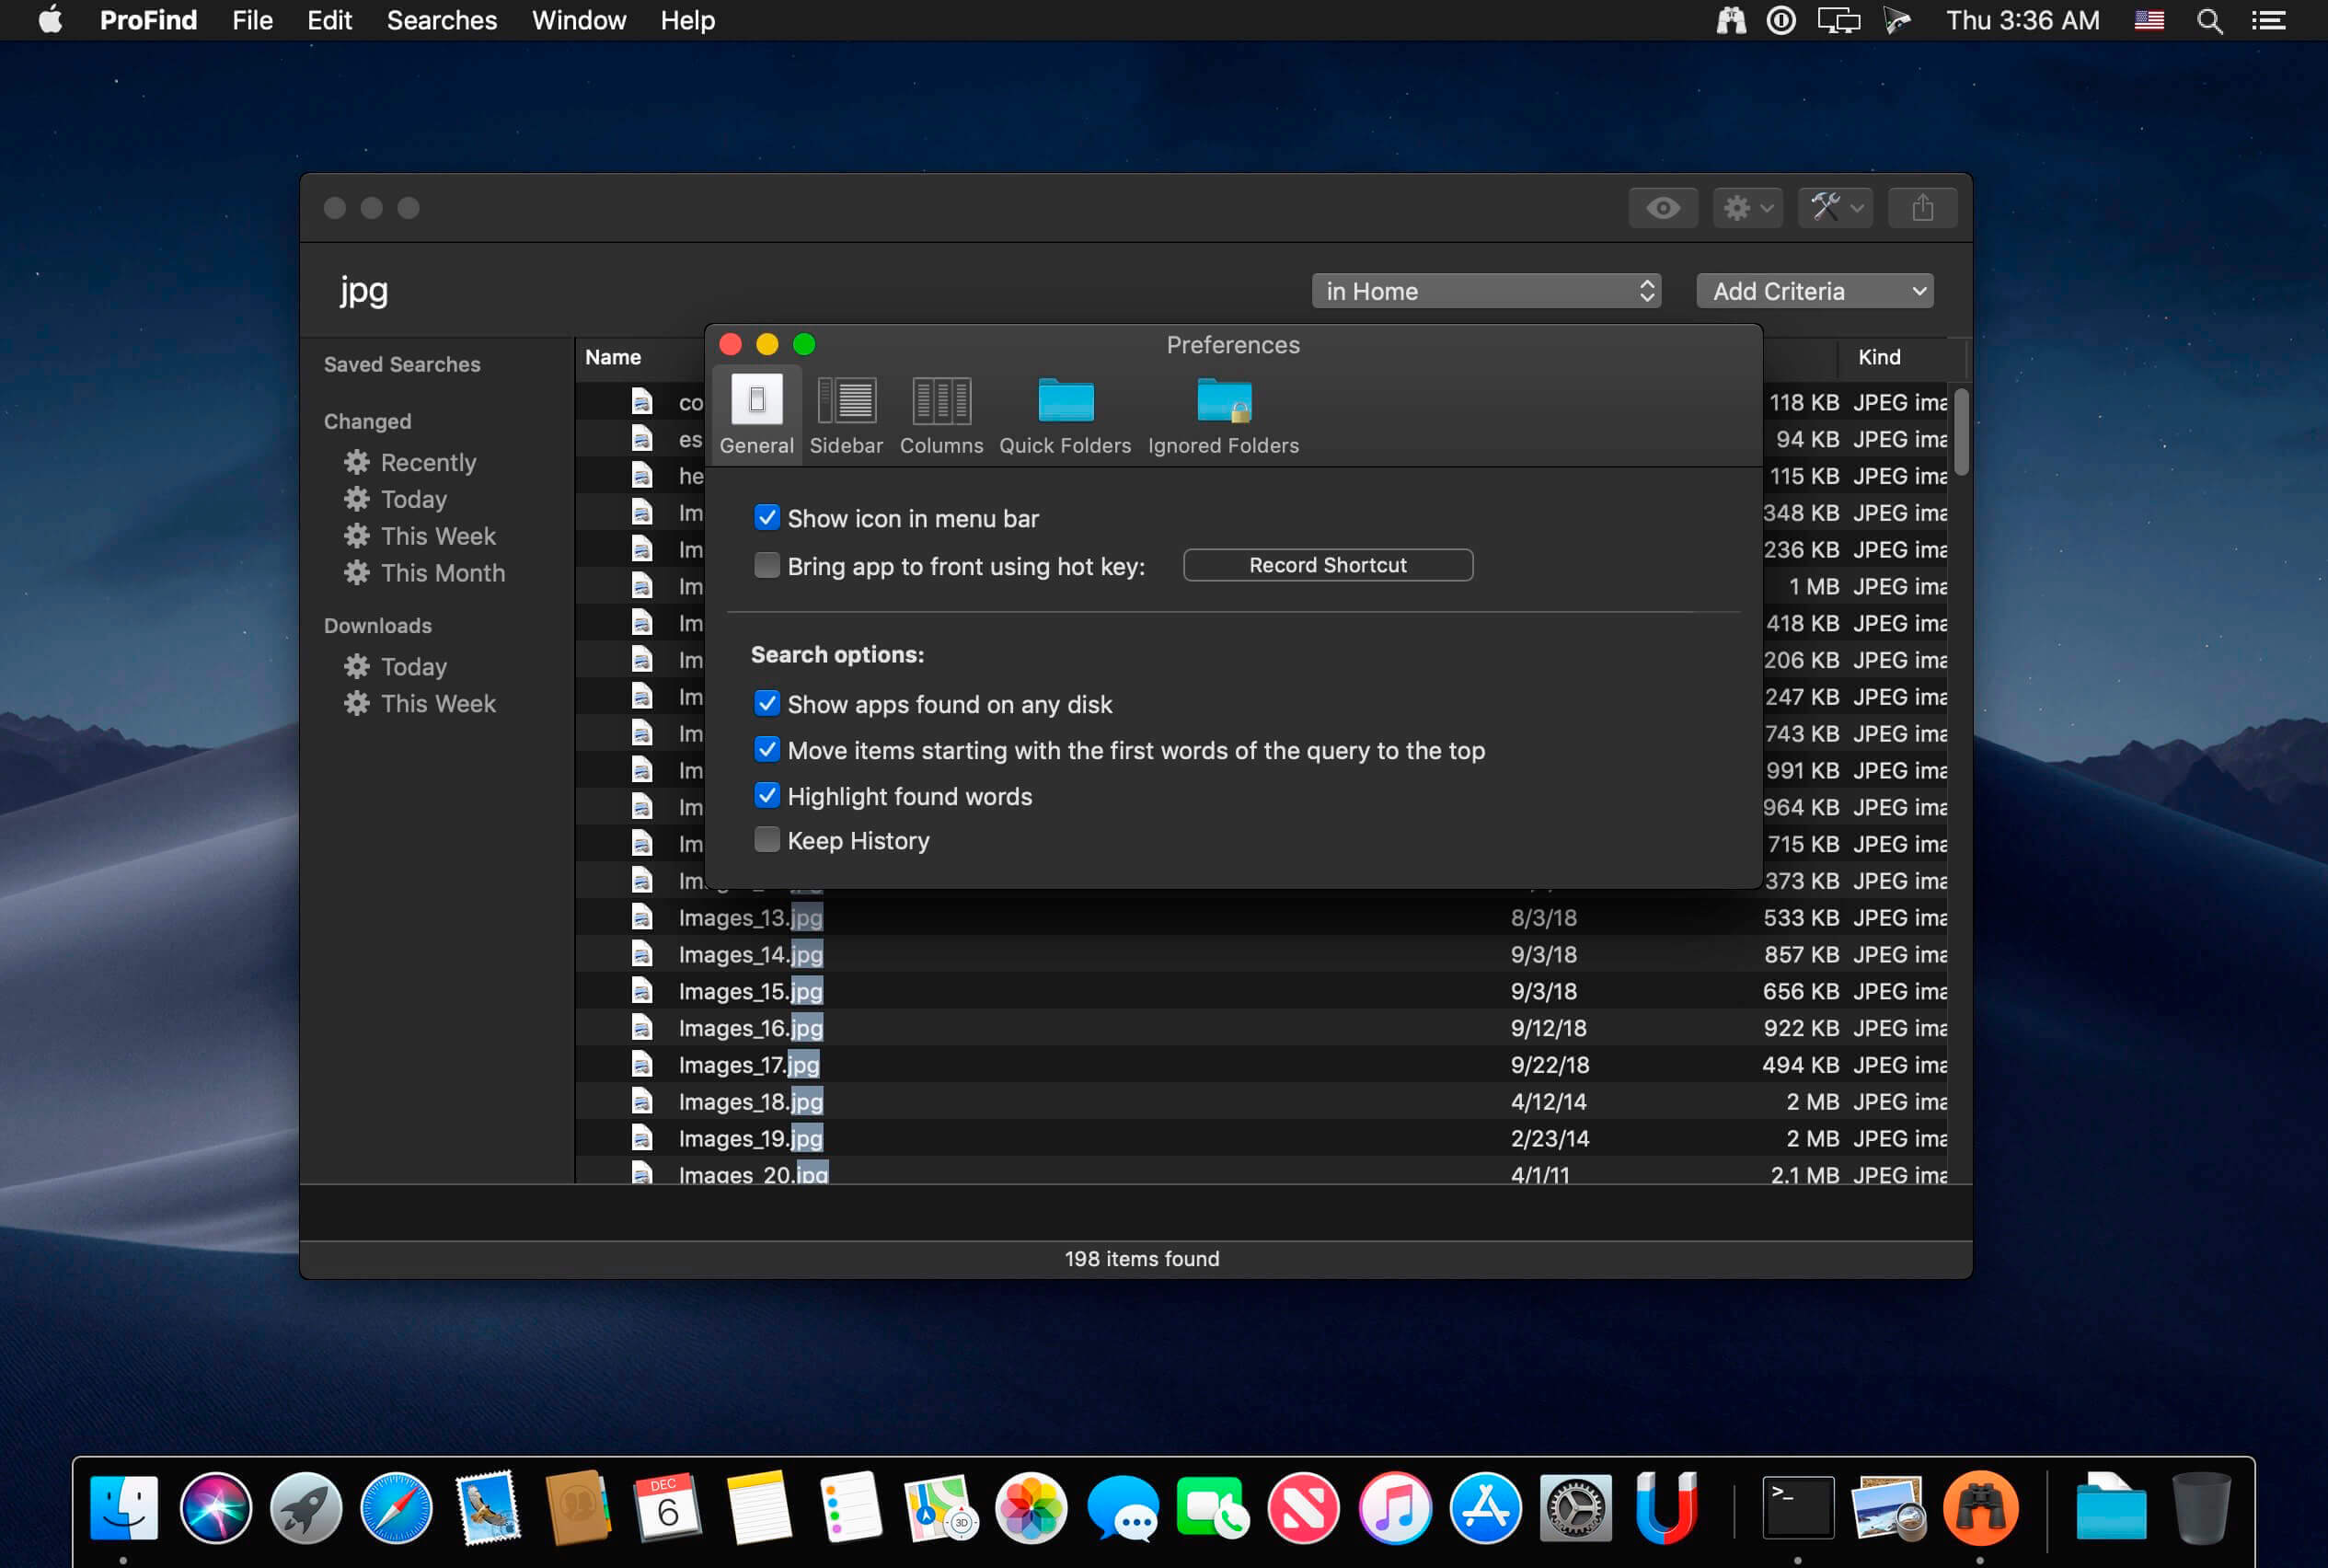 ProFind File Edit Searches Window Help Thu 3:36 AM
jpg in Home Add Criteria
Preferences
General Sidebar Columns Quick Folders Ignored Folders
Show icon in menu bar
Bring app to front using hot key: Record Shortcut
Search options:
Show apps found on any disk
Move items starting with the first words of the query to the top
Highlight found words
Keep History
Saved Searches
Changed
Recently
Today
This Week
This Month
Downloads
Today
This Week
Name Kind
co 118 KB JPEG ima
es 94 KB JPEG ima
he 115 KB JPEG ima
Im 348 KB JPEG ima
Im 236 KB JPEG ima
Im 1 MB JPEG ima
Im 418 KB JPEG ima
Im 206 KB JPEG ima
Im 247 KB JPEG ima
Im 743 KB JPEG ima
Im 991 KB JPEG ima
Im 964 KB JPEG ima
Im 715 KB JPEG ima
Im 373 KB JPEG ima
Images_13.jpg 8/3/18 533 KB JPEG ima
Images_14.jpg 9/3/18 857 KB JPEG ima
Images_15.jpg 9/3/18 656 KB JPEG ima
Images_16.jpg 9/12/18 922 KB JPEG ima
Images_17.jpg 9/22/18 494 KB JPEG ima
Images_18.jpg 4/12/14 2 MB JPEG ima
Images_19.jpg 2/23/14 2 MB JPEG ima
Images_20.jpg 4/1/11 2.1 MB JPEG ima
198 items found
DEC
6
3D
>_